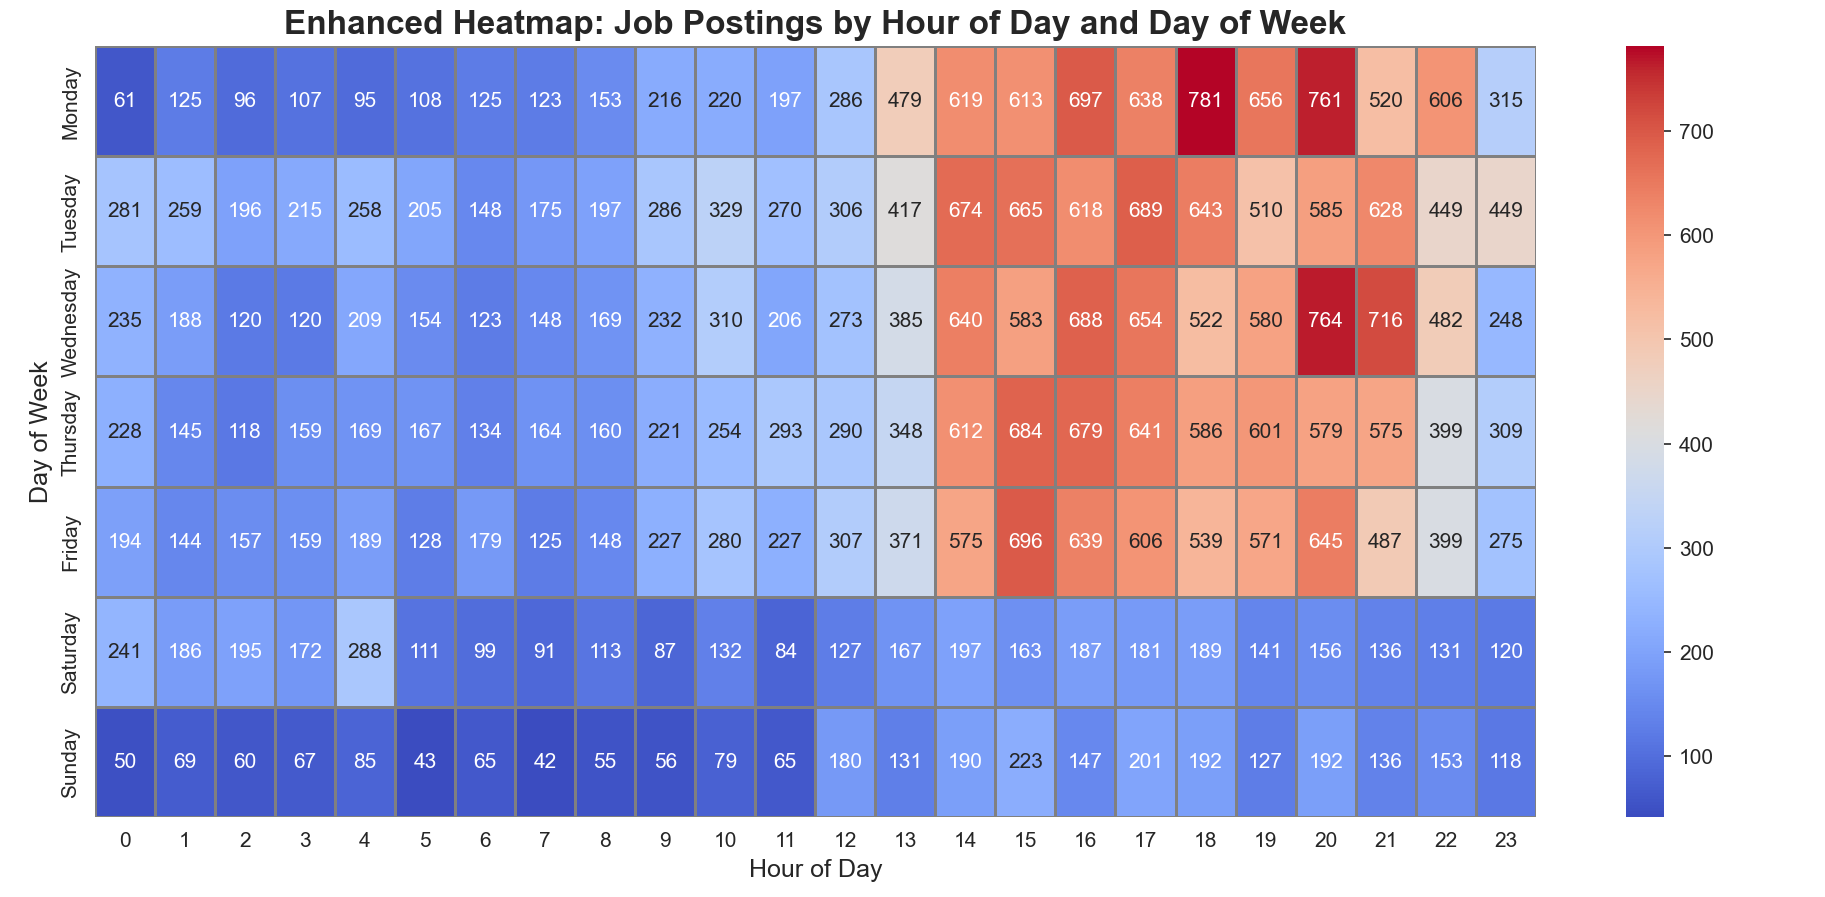 Enhanced Heatmap: Job Postings by Hour of Day and Day of Week
Day of Week
Monday 61 125 96 107 95 108 125 123 153 216 220 197 286 479 619 613 697 638 781 656 761 520 606 315
Tuesday 281 259 196 215 258 205 148 175 197 286 329 270 306 417 674 665 618 689 643 510 585 628 449 449
Wednesday 235 188 120 120 209 154 123 148 169 232 310 206 273 385 640 583 688 654 522 580 764 716 482 248
Thursday 228 145 118 159 169 167 134 164 160 221 254 293 290 348 612 684 679 641 586 601 579 575 399 309
Friday 194 144 157 159 189 128 179 125 148 227 280 227 307 371 575 696 639 606 539 571 645 487 399 275
Saturday 241 186 195 172 288 111 99 91 113 87 132 84 127 167 197 163 187 181 189 141 156 136 131 120
Sunday 50 69 60 67 85 43 65 42 55 56 79 65 180 131 190 223 147 201 192 127 192 136 153 118
0 1 2 3 4 5 6 7 8 9 10 11 12 13 14 15 16 17 18 19 20 21 22 23
Hour of Day
700
600
500
400
300
200
100